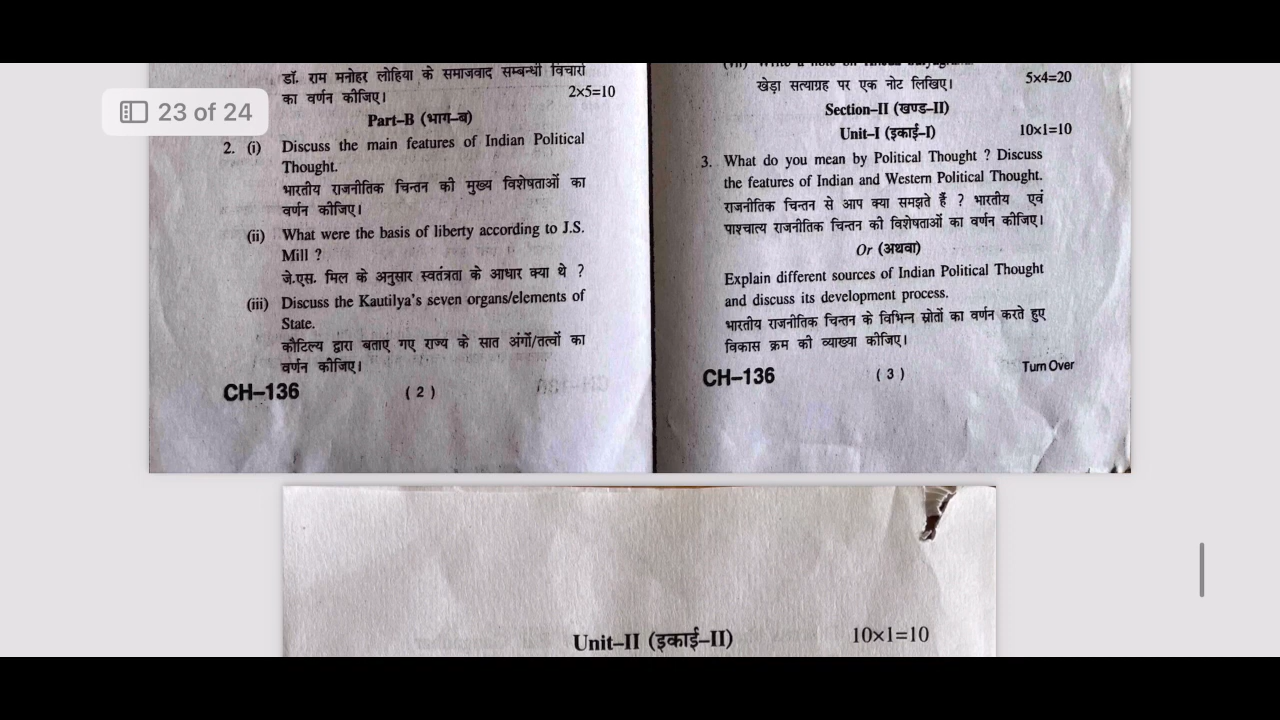 23 of 24
डॉ. राम मनोहर लोहिया के समाजवाद सम्बन्धी विचारों
का वर्णन कीजिए। 2×5=10
Part–B (भाग-ब)
2. (i) Discuss the main features of Indian Political
Thought.
भारतीय राजनीतिक चिन्तन की मुख्य विशेषताओं का
वर्णन कीजिए।
(ii) What were the basis of liberty according to J.S.
Mill ?
जे.एस. मिल के अनुसार स्वतंत्रता के आधार क्या थे ?
(iii) Discuss the Kautilya's seven organs/elements of
State.
कौटिल्य द्वारा बताए गए राज्य के सात अंगों/तत्वों का
वर्णन कीजिए।
CH–136 ( 2 )
(vii) Write a note on
खेड़ा सत्याग्रह पर एक नोट लिखिए। 5×4=20
Section–II (खण्ड-II)
Unit–I (इकाई-I) 10×1=10
3. What do you mean by Political Thought ? Discuss
the features of Indian and Western Political Thought.
राजनीतिक चिन्तन से आप क्या समझते हैं ? भारतीय एवं
पाश्चात्य राजनीतिक चिन्तन की विशेषताओं का वर्णन कीजिए।
Or (अथवा)
Explain different sources of Indian Political Thought
and discuss its development process.
भारतीय राजनीतिक चिन्तन के विभिन्न स्रोतों का वर्णन करते हुए
विकास क्रम की व्याख्या कीजिए।
CH–136 ( 3 ) Turn Over
Unit–II (इकाई–II) 10×1=10